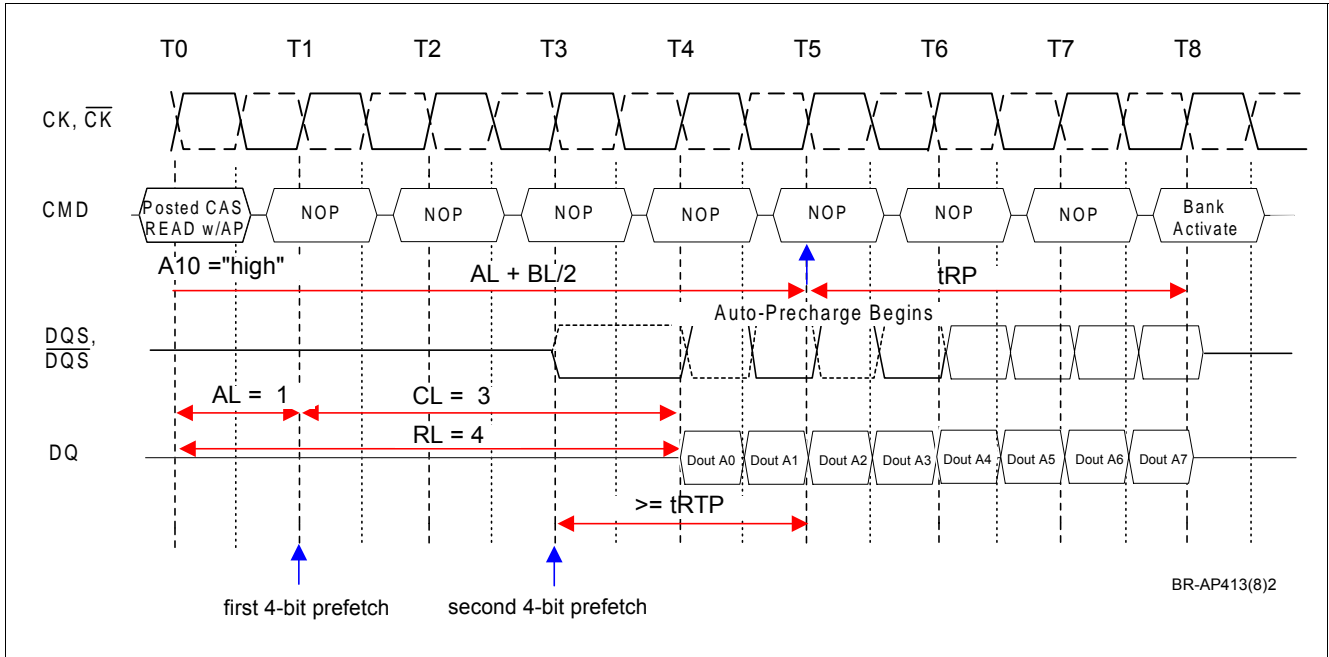 T0 T1 T2 T3 T4 T5 T6 T7 T8
CK, CK
CMD
Posted CAS
READ w/AP
NOP NOP NOP NOP NOP NOP NOP
Bank
Activate
A10 ="high"
AL + BL/2
tRP
Auto-Precharge Begins
DQS,
DQS
AL = 1
CL = 3
RL = 4
DQ
Dout A0 Dout A1 Dout A2 Dout A3 Dout A4 Dout A5 Dout A6 Dout A7
>= tRTP
first 4-bit prefetch
second 4-bit prefetch
BR-AP413(8)2